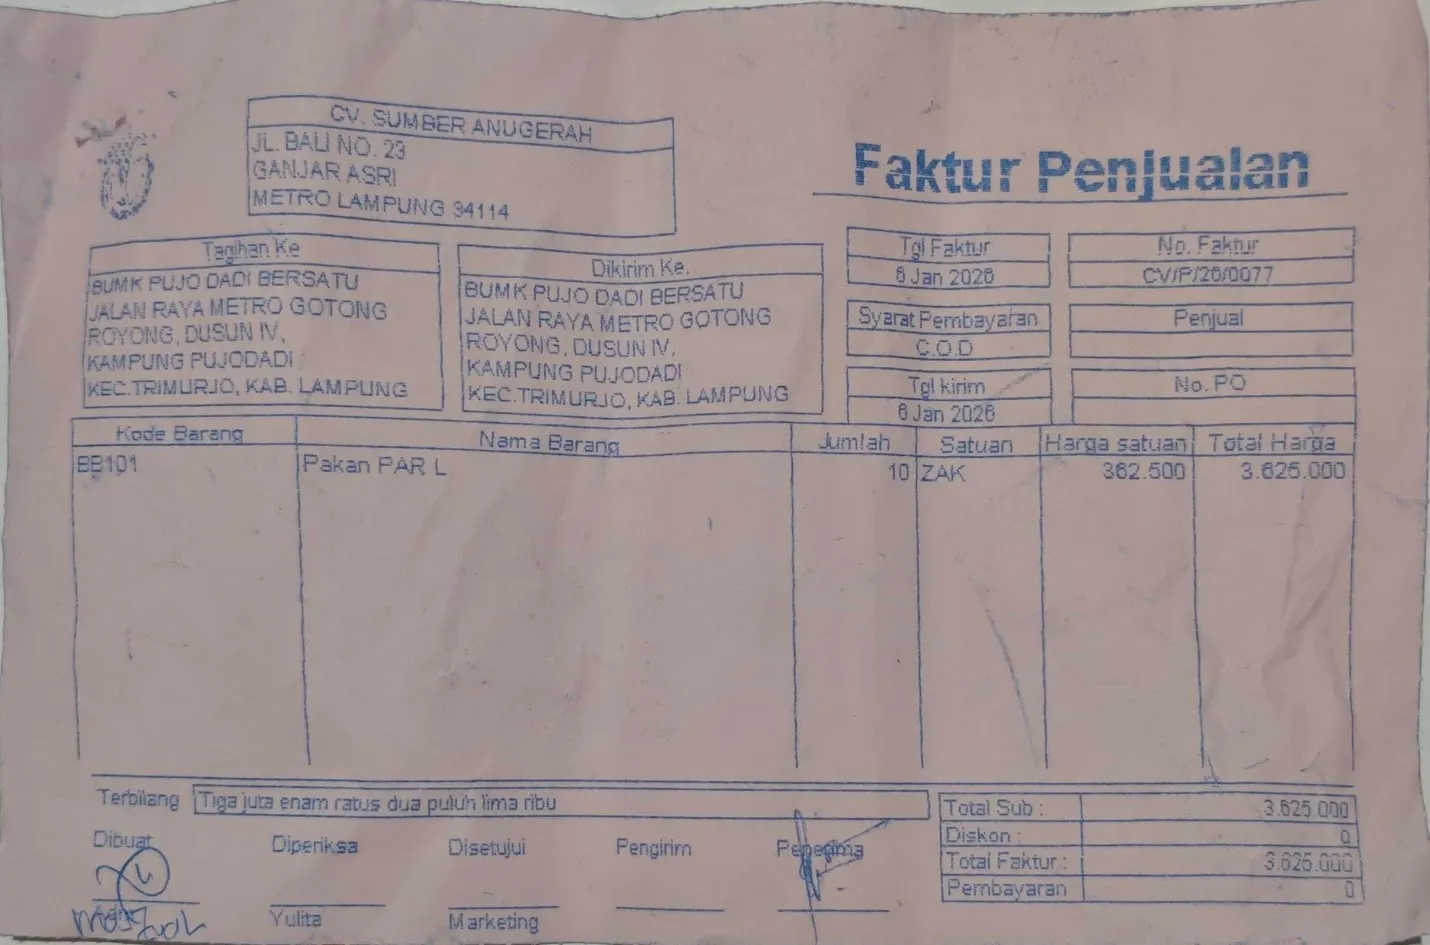 CV. SUMBER ANUGERAH
JL. BALI NO. 23
GANJAR ASRI
METRO LAMPUNG 34114
Faktur Penjualan
Tagihan Ke
BUMK PUJO DADI BERSATU
JALAN RAYA METRO GOTONG
ROYONG, DUSUN IV,
KAMPUNG PUJODADI
KEC.TRIMURJO, KAB. LAMPUNG
Dikirim Ke.
BUMK PUJO DADI BERSATU
JALAN RAYA METRO GOTONG
ROYONG, DUSUN IV,
KAMPUNG PUJODADI
KEC.TRIMURJO, KAB. LAMPUNG
Tgl Faktur
6 Jan 2026
No. Faktur
CV/P/26/0077
Syarat Pembayaran
C.O.D
Penjual
Tgl kirim
6 Jan 2026
No. PO
Kode Barang Nama Barang Jumlah Satuan Harga satuan Total Harga
BB101 Pakan PAR L 10 ZAK 362.500 3.625.000
Terbilang Tiga juta enam ratus dua puluh lima ribu
Total Sub : 3.625.000
Diskon : 0
Total Faktur : 3.625.000
Pembayaran 0
Dibuat Diperiksa Disetujui Pengirim Penerima
Yulita Marketing